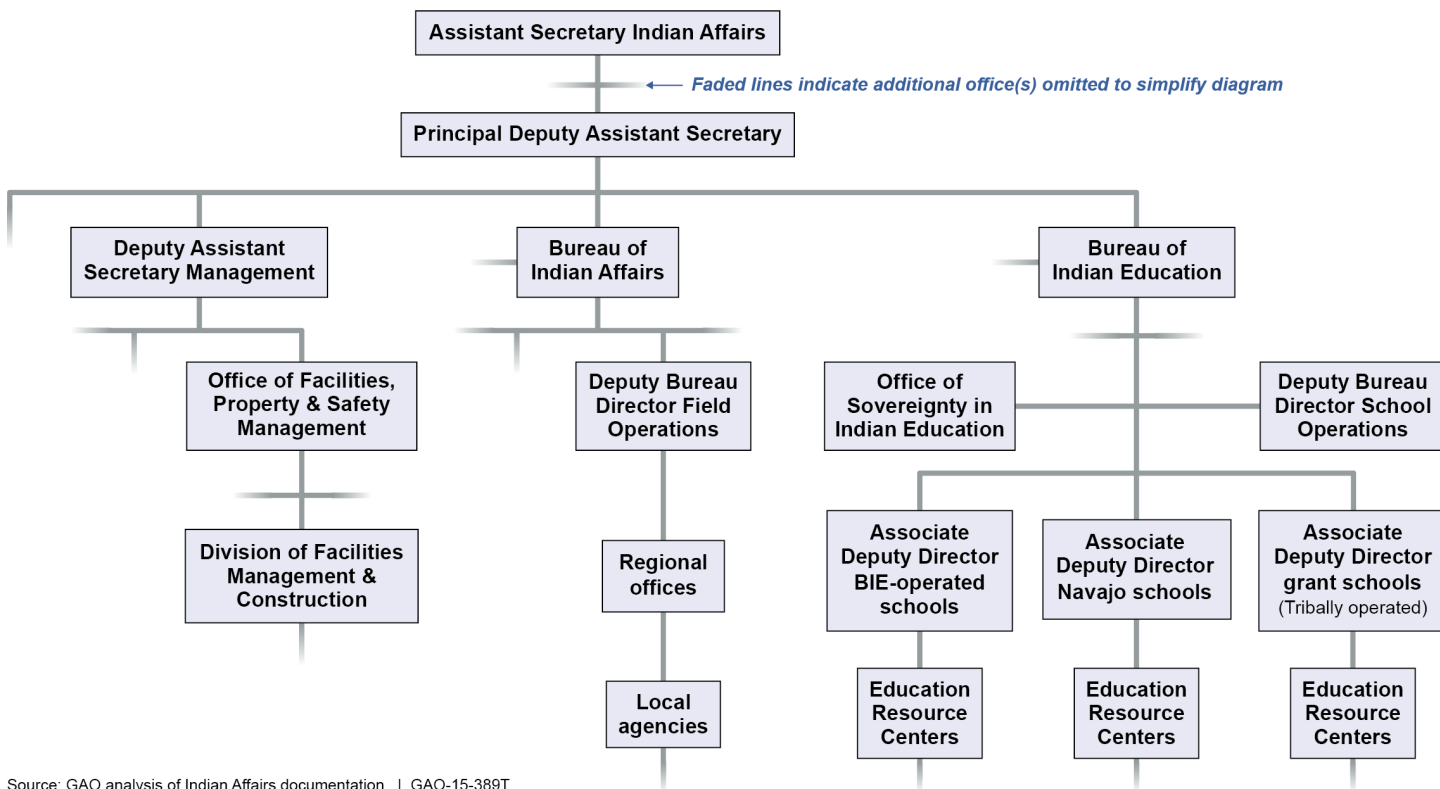 Assistant Secretary Indian Affairs
Faded lines indicate additional office(s) omitted to simplify diagram
Principal Deputy Assistant Secretary
Deputy Assistant
Secretary Management
Bureau of
Indian Affairs
Bureau of
Indian Education
Office of Facilities,
Property & Safety
Management
Deputy Bureau
Director Field
Operations
Office of
Sovereignty in
Indian Education
Deputy Bureau
Director School
Operations
Division of Facilities
Management &
Construction
Regional
offices
Associate
Deputy Director
BIE-operated
schools
Associate
Deputy Director
Navajo schools
Associate
Deputy Director
grant schools
(Tribally operated)
Local
agencies
Education
Resource
Centers
Education
Resource
Centers
Education
Resource
Centers
Source: GAO analysis of Indian Affairs documentation | GAO-15-389T